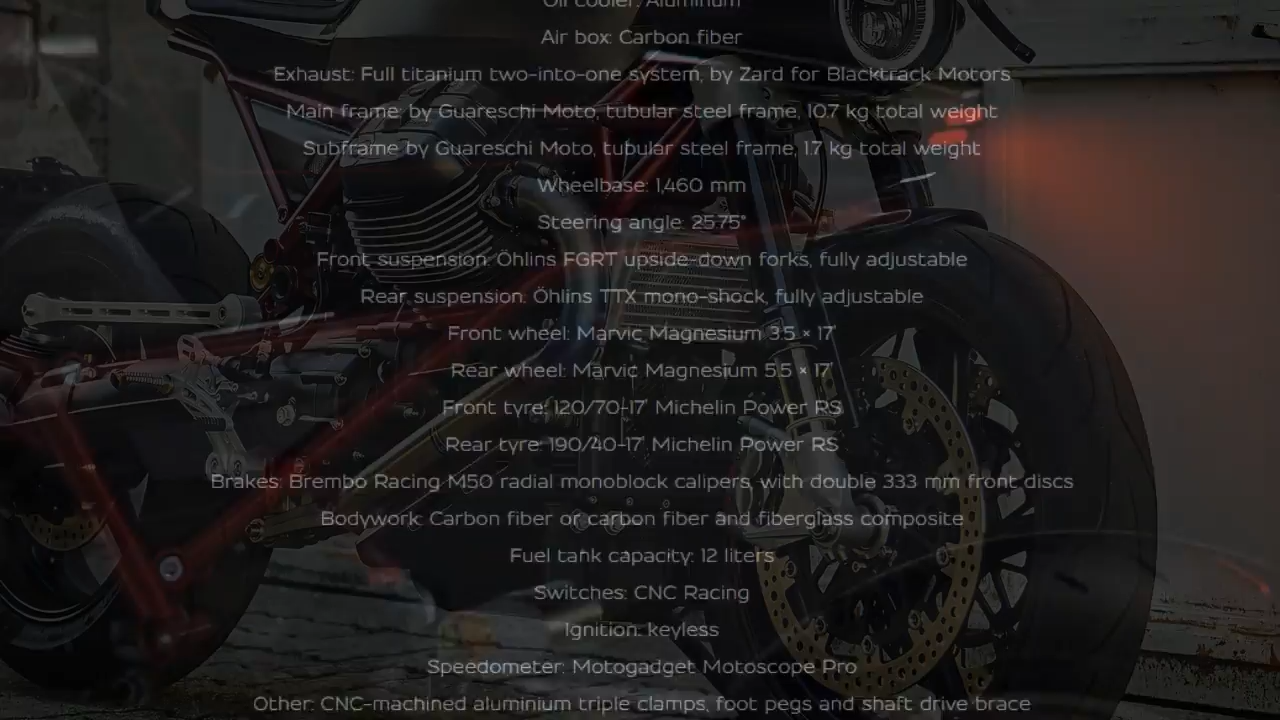 Oil cooler: Aluminum
Air box: Carbon fiber
Exhaust: Full titanium two-into-one system, by Zard for Blacktrack Motors
Main frame: by Guareschi Moto, tubular steel frame, 10.7 kg total weight
Subframe by Guareschi Moto, tubular steel frame, 1.7 kg total weight
Wheelbase: 1,460 mm
Steering angle: 25.75°
Front suspension: Öhlins FGRT upside-down forks, fully adjustable
Rear suspension: Öhlins TTX mono-shock, fully adjustable
Front wheel: Marvic Magnesium 3.5 × 17'
Rear wheel: Marvic Magnesium 5.5 × 17'
Front tyre: 120/70-17' Michelin Power RS
Rear tyre: 190/40-17' Michelin Power RS
Brakes: Brembo Racing M50 radial monoblock calipers, with double 333 mm front discs
Bodywork: Carbon fiber or carbon fiber and fiberglass composite
Fuel tank capacity: 12 liters
Switches: CNC Racing
Ignition: keyless
Speedometer: Motogadget Motoscope Pro
Other: CNC-machined aluminium triple clamps, foot pegs and shaft drive brace